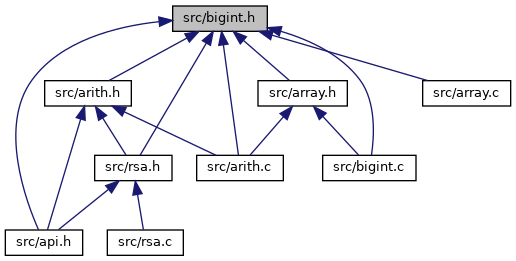 src/bigint.h
src/arith.h
src/array.h
src/array.c
src/rsa.h
src/arith.c
src/bigint.c
src/api.h
src/rsa.c